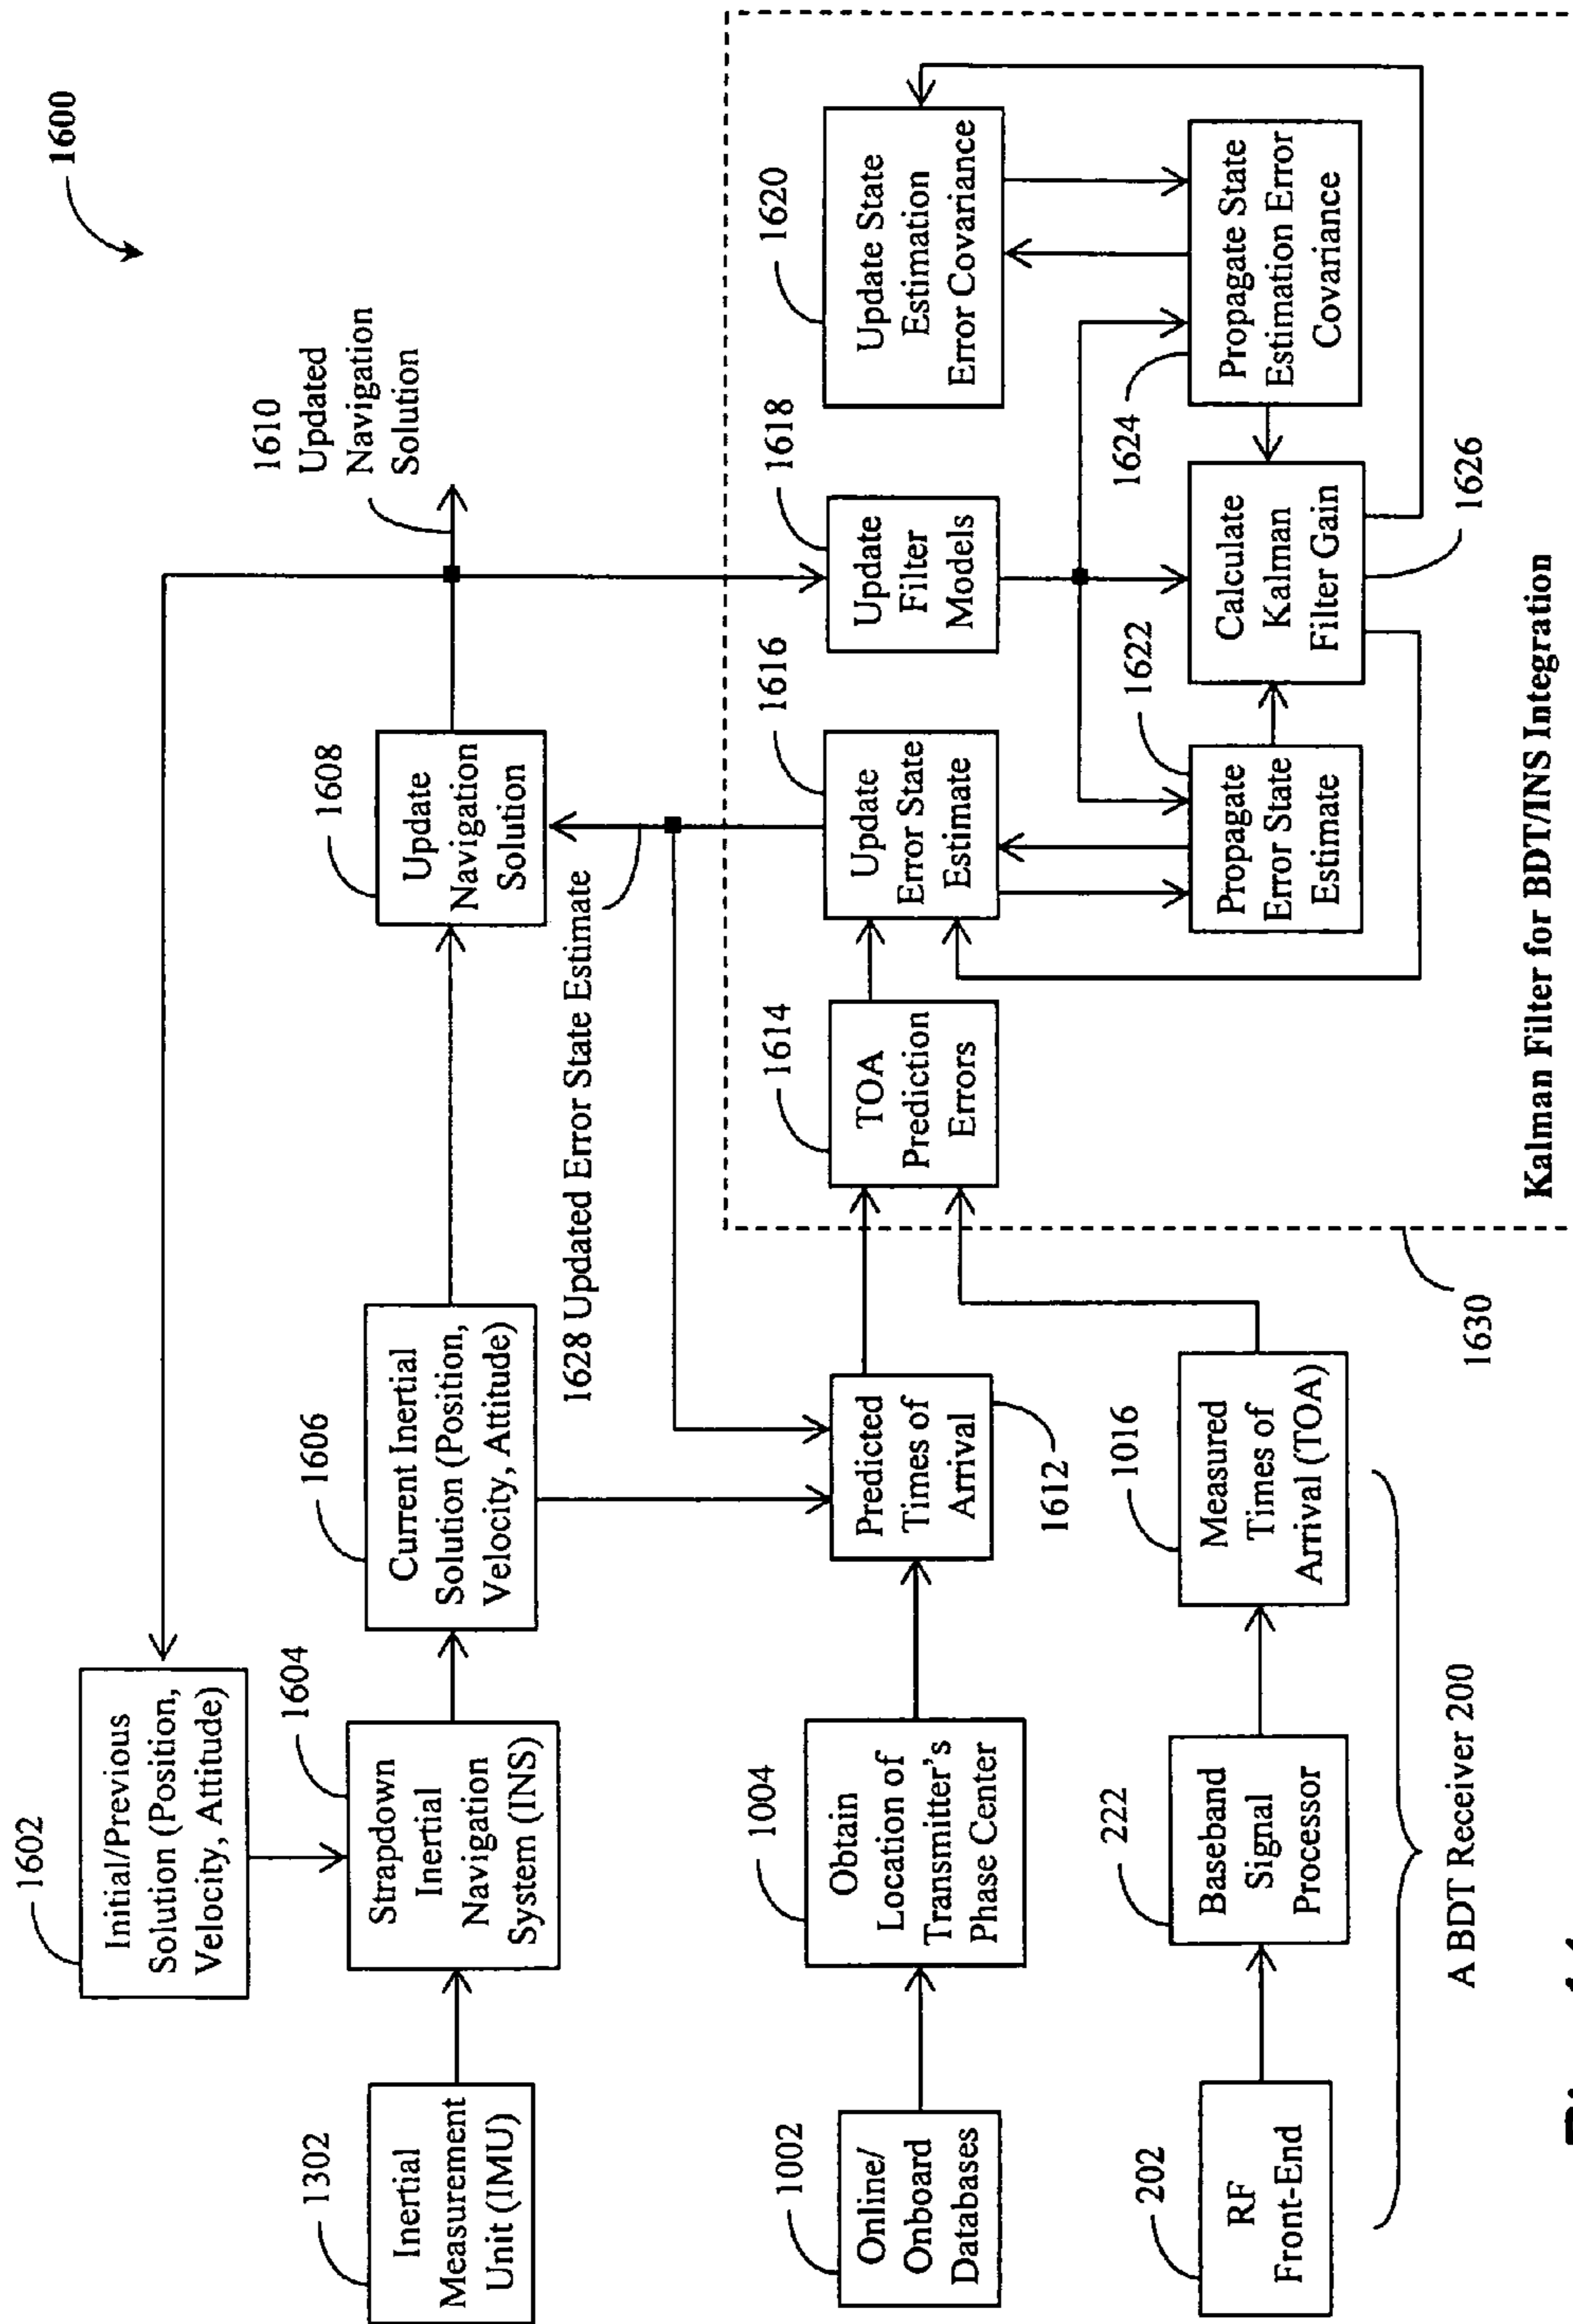 1600
1602
Initial/Previous
Solution (Position,
Velocity, Attitude)
1302
Inertial
Measurement
Unit (IMU)
1604
Strapdown
Inertial
Navigation
System (INS)
1606
Current Inertial
Solution (Position,
Velocity, Attitude)
1608
Update
Navigation
Solution
1610
Updated
Navigation
Solution
1628 Updated Error State Estimate
1002
Online/
Onboard
Databases
1004
Obtain
Location of
Transmitter's
Phase Center
Predicted
Times of
Arrival
1612
1614
TOA
Prediction
Errors
1616
Update
Error State
Estimate
1618
Update
Filter
Models
1620
Update State
Estimation
Error Covariance
1622
Propagate
Error State
Estimate
Calculate
Kalman
Filter Gain
1626
1624
Propagate State
Estimation Error
Covariance
202
RF
Front-End
222
Baseband
Signal
Processor
1016
Measured
Times of
Arrival (TOA)
A BDT Receiver 200
1630
Kalman Filter for BDT/INS Integration